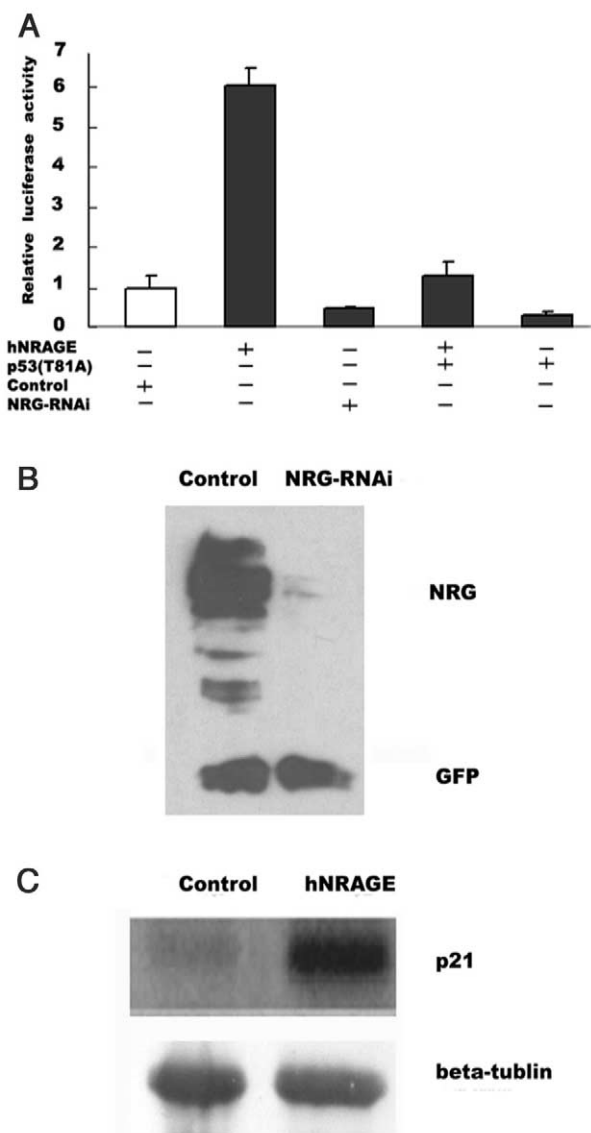 A
Relative luciferase activity
7
6
5
4
3
2
1
0
hNRAGE – + – + –
p53(T81A) – – – + +
Control + – – – –
NRG-RNAi – – + – –
B
Control NRG-RNAi
NRG
GFP
C
Control hNRAGE
p21
beta-tublin